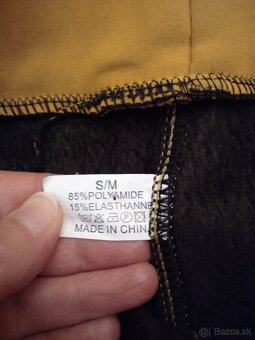 S/M
85%POLYAMIDE
15%ELASTHANNE
MADE IN CHINA
© Bazos.sk